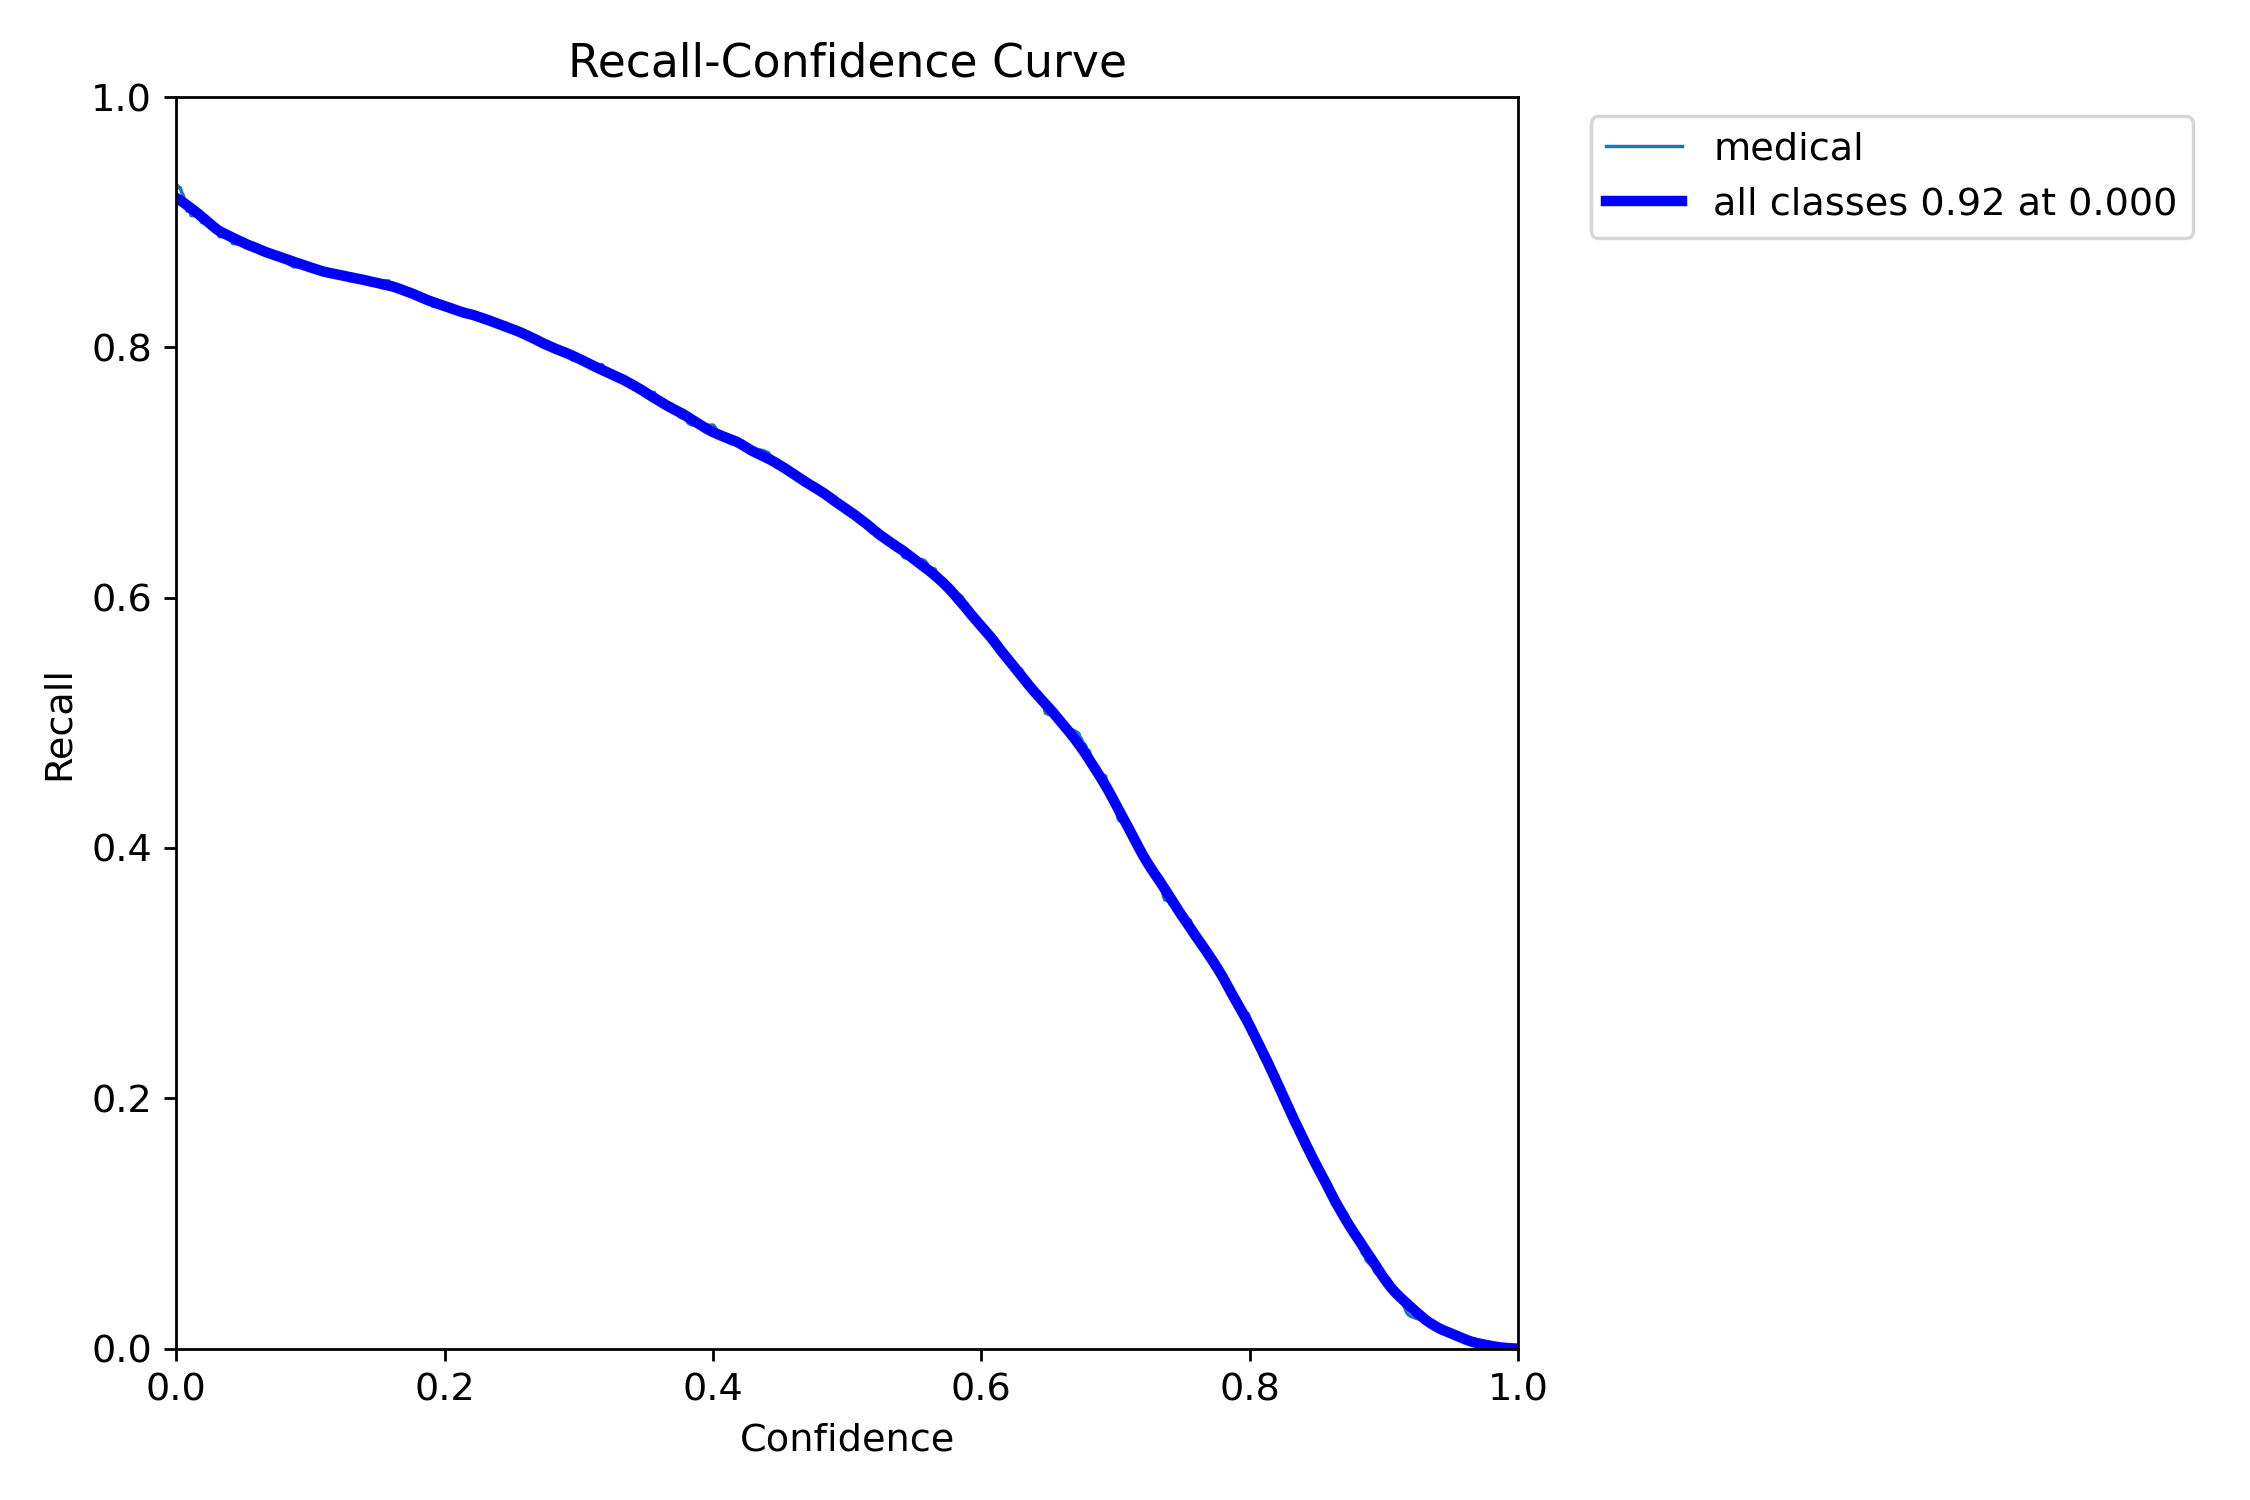 Recall-Confidence Curve
1.0
0.8
0.6
0.4
0.2
0.0
Recall
0.0 0.2 0.4 0.6 0.8 1.0
Confidence
medical
all classes 0.92 at 0.000